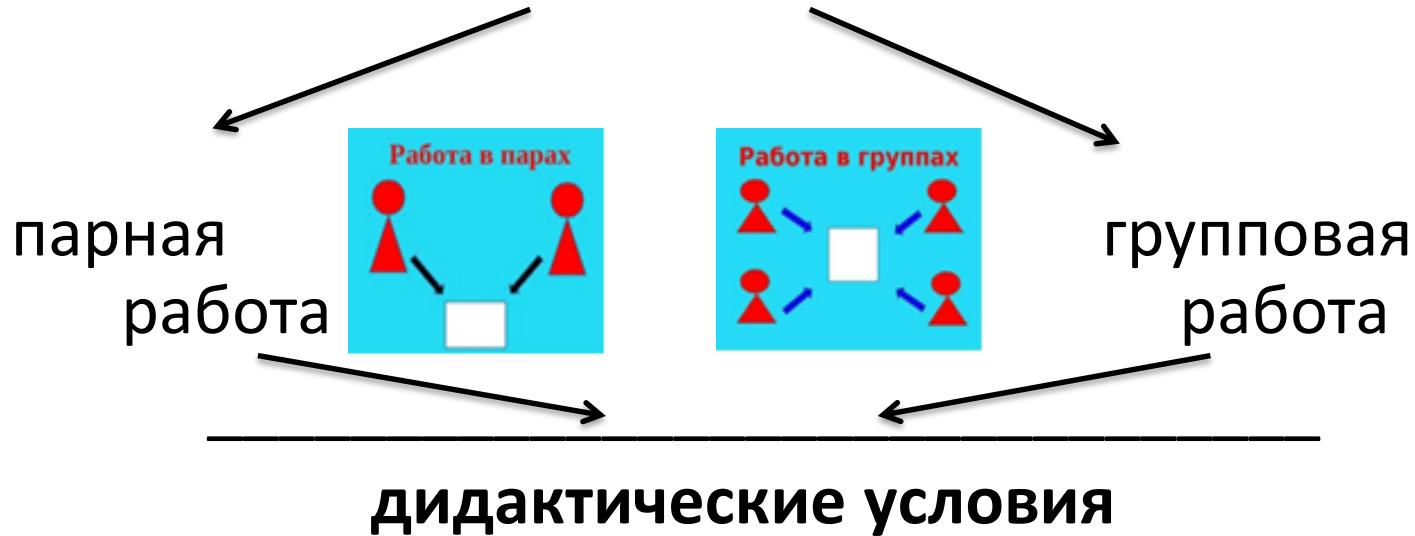 Работа в парах
Работа в группах
парная
работа
групповая
работа
дидактические условия